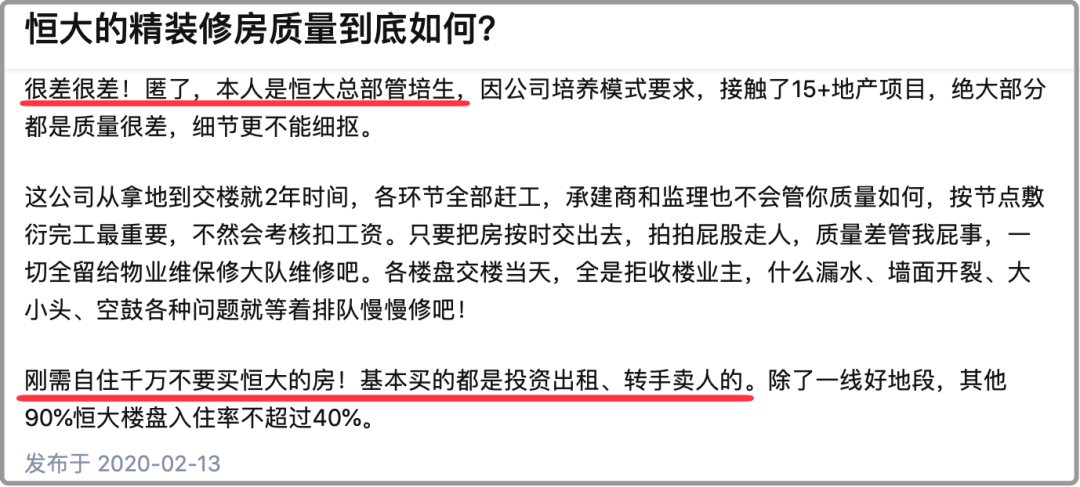 恒大的精装修房质量到底如何？
很差很差！匿了，本人是恒大总部管培生，因公司培养模式要求，接触了15+地产项目，绝大部分
都是质量很差，细节更不能细抠。
这公司从拿地到交楼就2年时间，各环节全部赶工，承建商和监理也不会管你质量如何，按节点敷
衍完工最重要，不然会考核扣工资。只要把房按时交出去，拍拍屁股走人，质量差管我屁事，一
切全留给物业维保修大队维修吧。各楼盘交楼当天，全是拒收楼业主，什么漏水、墙面开裂、大
小头、空鼓各种问题就等着排队慢慢修吧！
刚需自住千万不要买恒大的房！基本买的都是投资出租、转手卖人的。除了一线好地段，其他
90%恒大楼盘入住率不超过40%。
发布于 2020-02-13